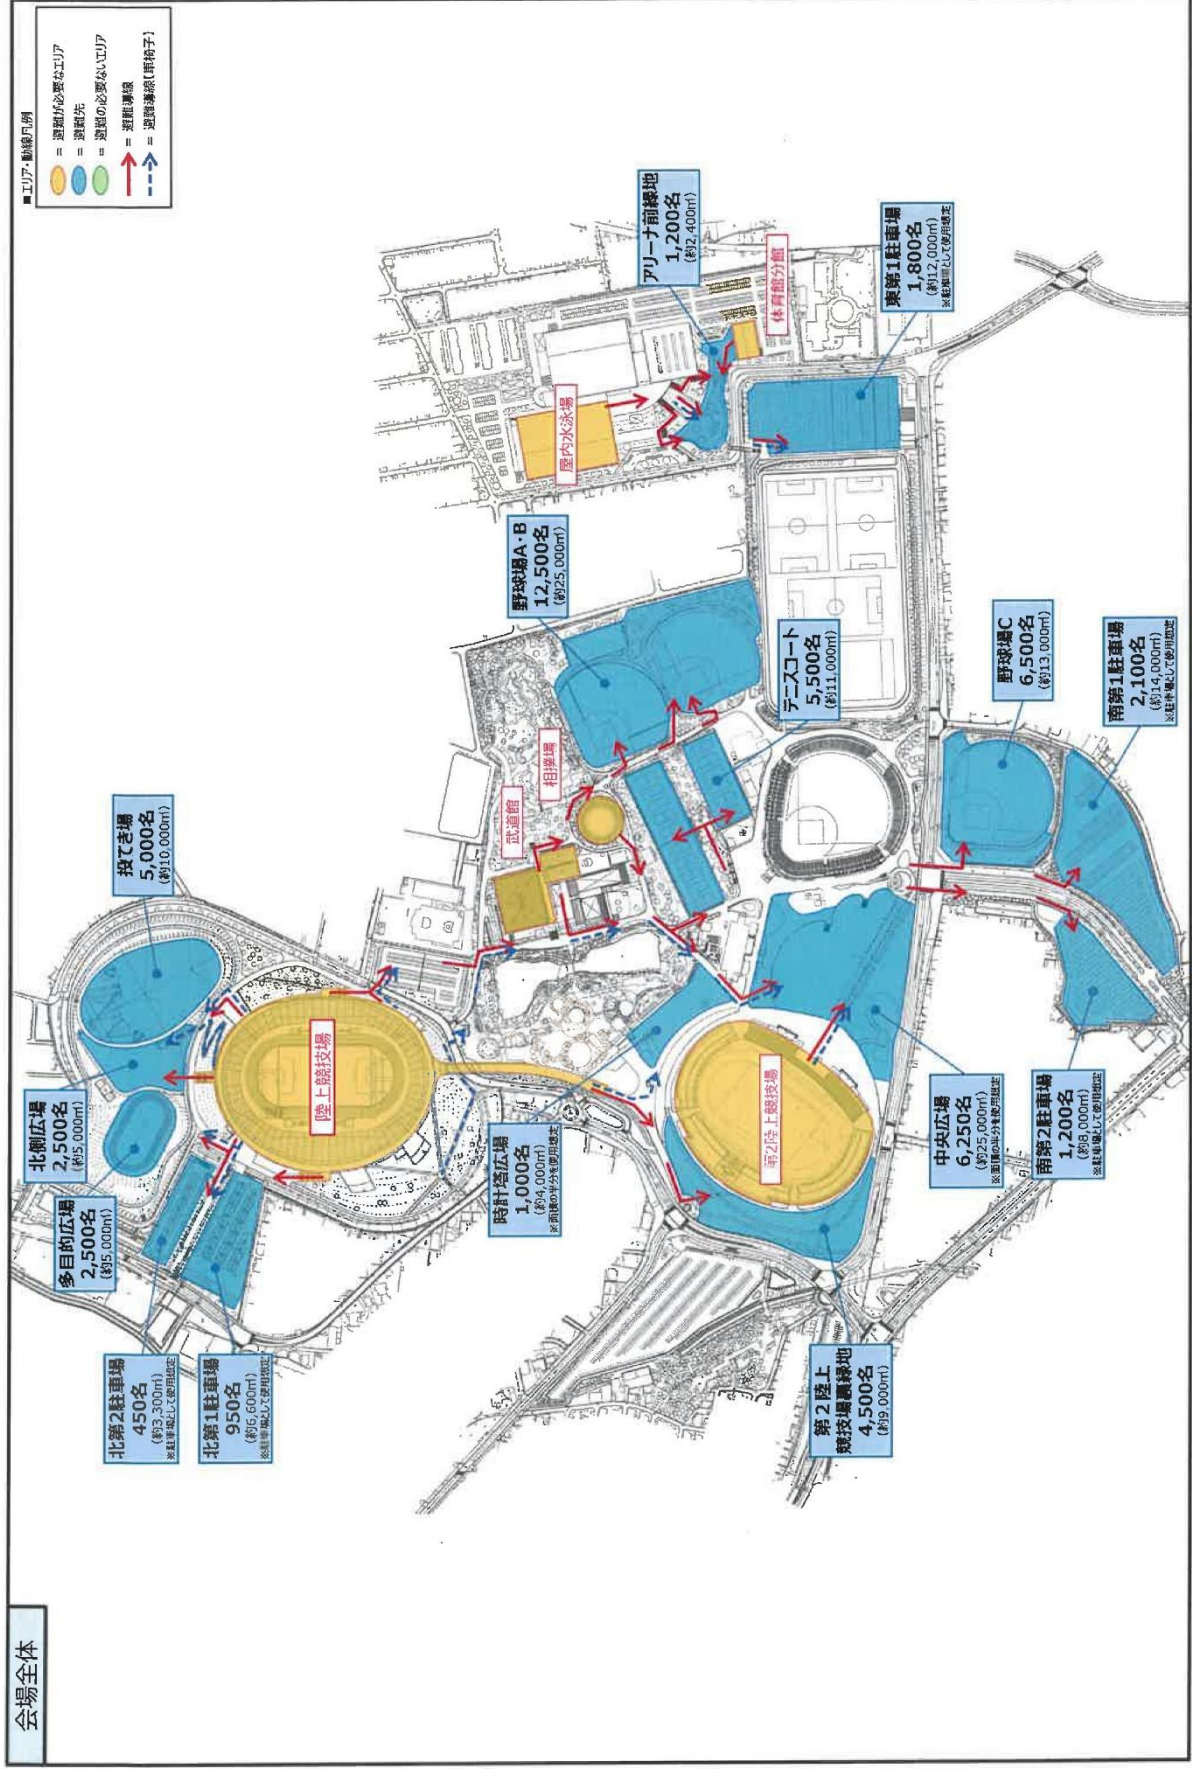 会場全体
■エリア・動線凡例
= 避難が必要なエリア
= 避難先
= 避難の必要ないエリア
= 避難導線
= 避難導線【車椅子】
北第2駐車場
450名
(約3,300㎡)
※駐車場として使用想定
北第1駐車場
950名
(約6,600㎡)
※駐車場として使用想定
多目的広場
2,500名
(約5,000㎡)
北側広場
2,500名
(約5,000㎡)
投てき場
5,000名
(約10,000㎡)
陸上競技場
武道館
相撲場
野球場A・B
12,500名
(約25,000㎡)
屋内水泳場
アリーナ前緑地
1,200名
(約2,400㎡)
体育館分館
東第1駐車場
1,800名
(約12,000㎡)
※駐車場として使用想定
時計塔広場
1,000名
(約4,000㎡)
※面積の半分を使用想定
テニスコート
5,500名
(約11,000㎡)
第2陸上競技場
第2陸上
競技場裏緑地
4,500名
(約9,000㎡)
中央広場
6,250名
(約25,000㎡)
※面積の半分を使用想定
南第2駐車場
1,200名
(約8,000㎡)
※駐車場として使用想定
野球場C
6,500名
(約13,000㎡)
南第1駐車場
2,100名
(約14,000㎡)
※駐車場として使用想定